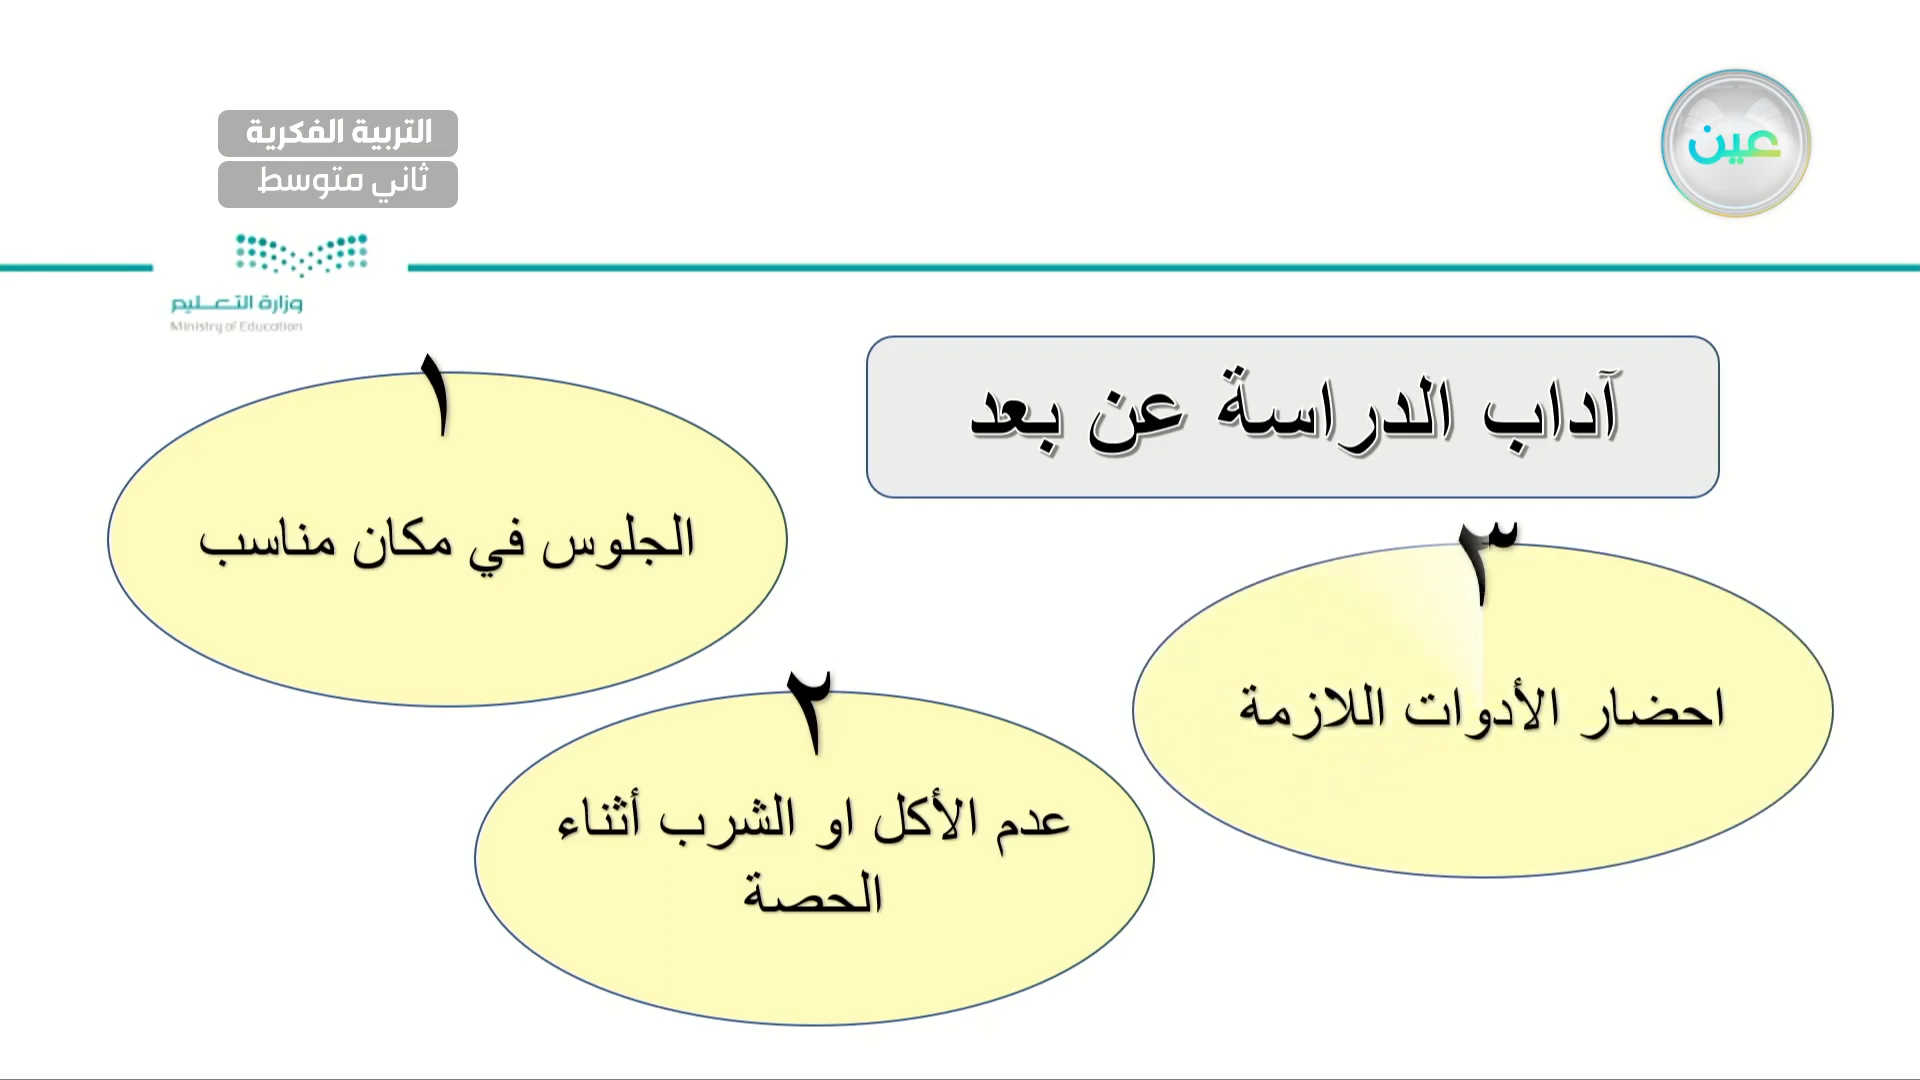 التربية الفكرية
ثاني متوسط
عين
وزارة التعليم
Ministry of Education
آداب الدراسة عن بعد
١
الجلوس في مكان مناسب
٢
عدم الأكل او الشرب أثناء
الحصة
٣
احضار الأدوات اللازمة